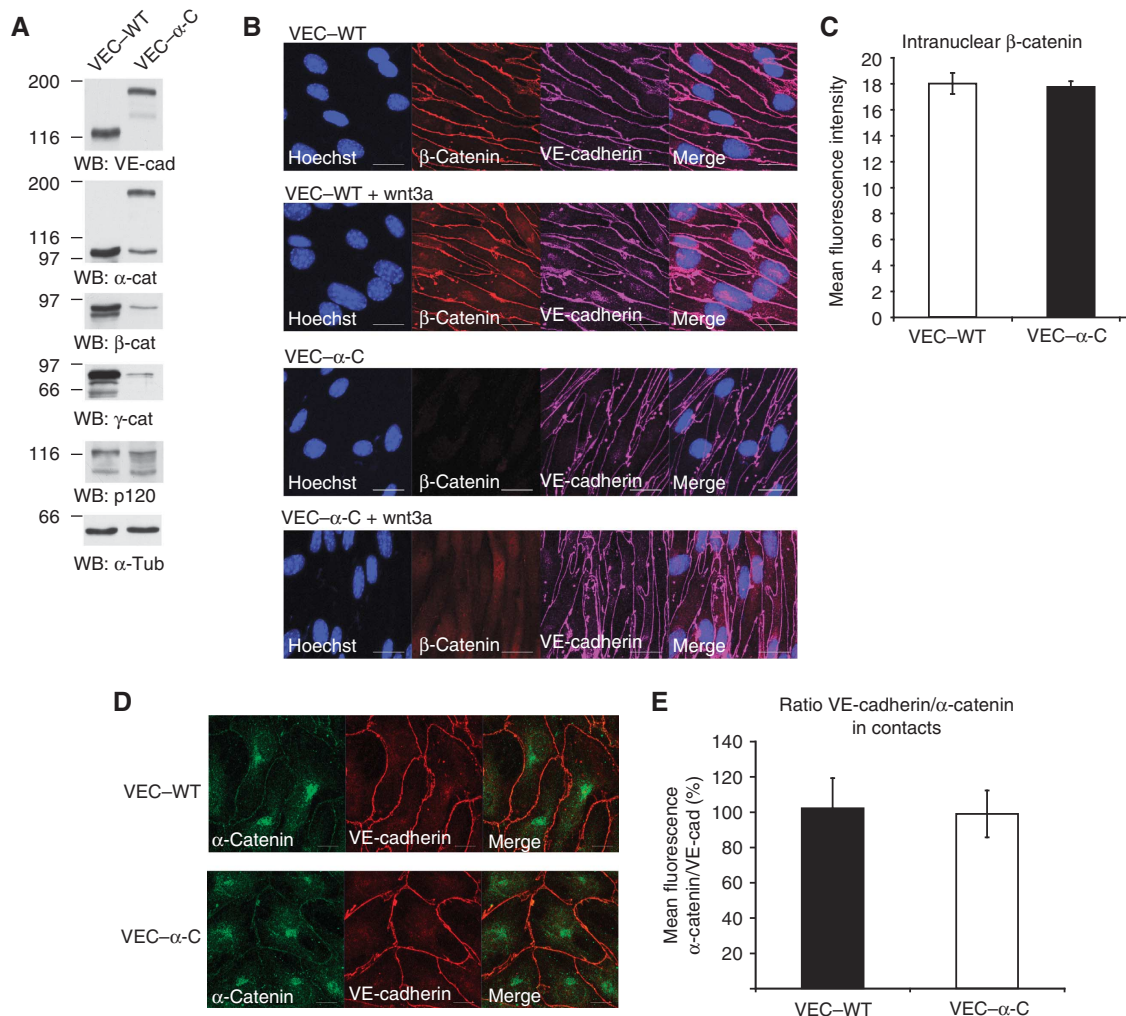 A
VEC–WT
VEC–α-C
200
116
WB: VE-cad
200
116
97
WB: α-cat
97
WB: β-cat
97
66
WB: γ-cat
116
WB: p120
66
WB: α-Tub
B
VEC–WT
Hoechst
β-Catenin
VE-cadherin
Merge
VEC–WT + wnt3a
Hoechst
β-Catenin
VE-cadherin
Merge
VEC–α-C
Hoechst
β-Catenin
VE-cadherin
Merge
VEC–α-C + wnt3a
Hoechst
β-Catenin
VE-cadherin
Merge
C
Intranuclear β-catenin
Mean fluorescence intensity
20
18
16
14
12
10
8
6
4
2
0
VEC–WT
VEC–α-C
D
VEC–WT
α-Catenin
VE-cadherin
Merge
VEC–α-C
α-Catenin
VE-cadherin
Merge
E
Ratio VE-cadherin/α-catenin
in contacts
Mean fluorescence
α-catenin/VE-cad (%)
140
120
100
80
60
40
20
VEC–WT
VEC–α-C